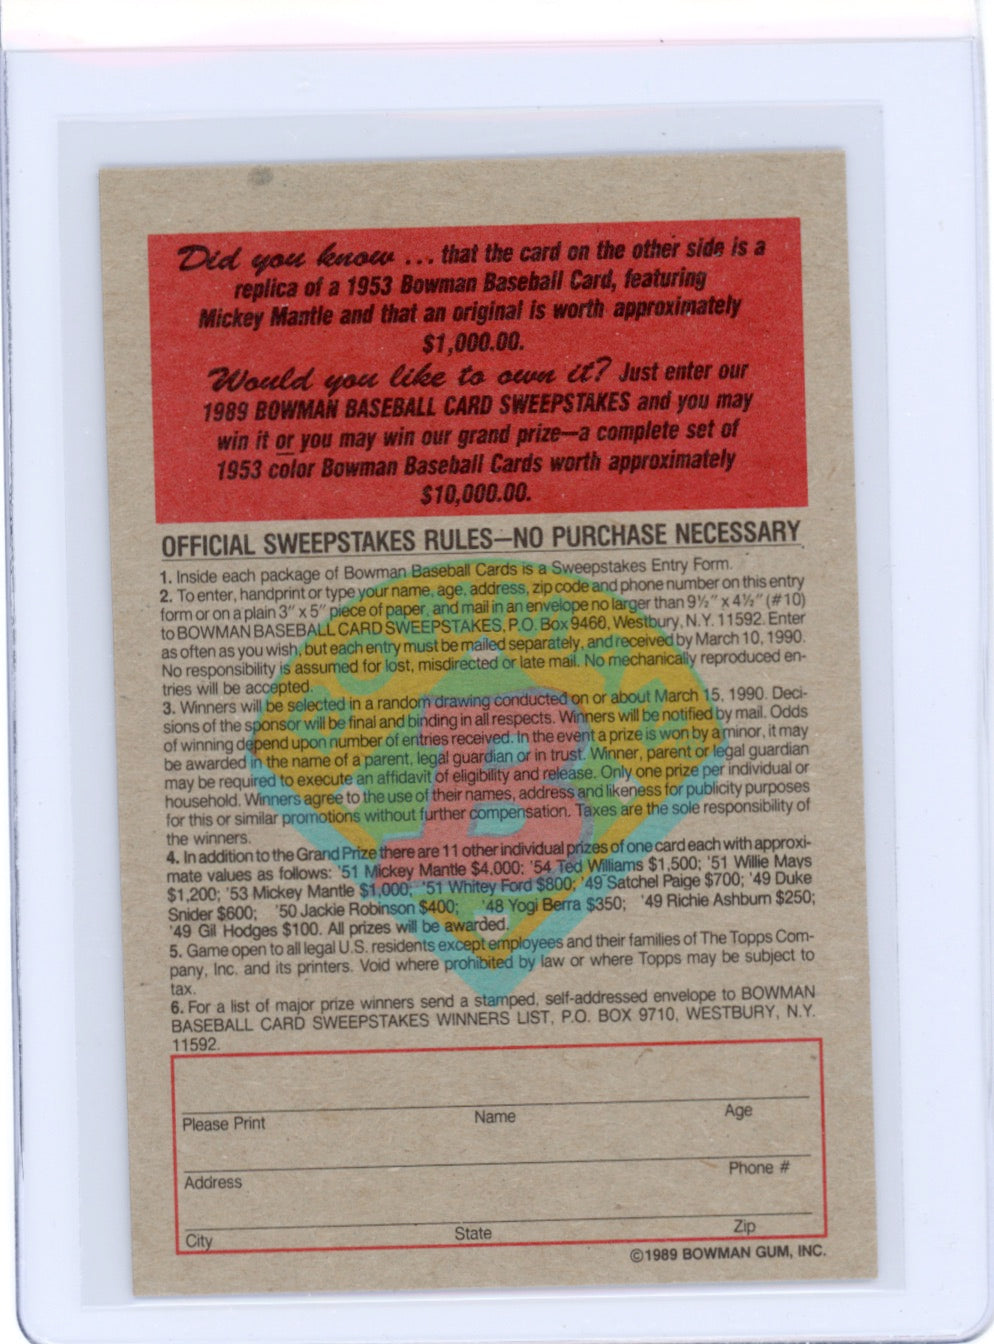 Did you know ... that the card on the other side is a
replica of a 1953 Bowman Baseball Card, featuring
Mickey Mantle and that an original is worth approximately
$1,000.00.
Would you like to own it? Just enter our
1989 BOWMAN BASEBALL CARD SWEEPSTAKES and you may
win it or you may win our grand prize—a complete set of
1953 color Bowman Baseball Cards worth approximately
$10,000.00.
OFFICIAL SWEEPSTAKES RULES—NO PURCHASE NECESSARY
1. Inside each package of Bowman Baseball Cards is a Sweepstakes Entry Form.
2. To enter, handprint or type your name, age, address, zip code and phone number on this entry
form or on a plain 3" x 5" piece of paper, and mail in an envelope no larger than 9½" x 4½" (#10)
to BOWMAN BASEBALL CARD SWEEPSTAKES, P.O. Box 9460, Westbury, N.Y. 11592. Enter
as often as you wish, but each entry must be mailed separately, and received by March 10, 1990.
No responsibility is assumed for lost, misdirected or late mail. No mechanically reproduced en-
tries will be accepted.
3. Winners will be selected in a random drawing conducted on or about March 15, 1990. Deci-
sions of the sponsor will be final and binding in all respects. Winners will be notified by mail. Odds
of winning depend upon number of entries received. In the event a prize is won by a minor, it may
be awarded in the name of a parent, legal guardian or in trust. Winner, parent or legal guardian
may be required to execute an affidavit of eligibility and release. Only one prize per individual or
household. Winners agree to the use of their names, address and likeness for publicity purposes
for this or similar promotions without further compensation. Taxes are the sole responsibility of
the winners.
4. In addition to the Grand Prize there are 11 other individual prizes of one card each with approxi-
mate values as follows: '51 Mickey Mantle $4,000; '54 Ted Williams $1,500; '51 Willie Mays
$1,200; '53 Mickey Mantle $1,000; '51 Whitey Ford $800; '49 Satchel Paige $700; '49 Duke
Snider $600; '50 Jackie Robinson $400; '48 Yogi Berra $350; '49 Richie Ashburn $250;
'49 Gil Hodges $100. All prizes will be awarded.
5. Game open to all legal U.S. residents except employees and their families of The Topps Com-
pany, Inc. and its printers. Void where prohibited by law or where Topps may be subject to
tax.
6. For a list of major prize winners send a stamped, self-addressed envelope to BOWMAN
BASEBALL CARD SWEEPSTAKES WINNERS LIST, P.O. BOX 9710, WESTBURY, N.Y.
11592.
Please Print Name Age
Address Phone #
City State Zip
©1989 BOWMAN GUM, INC.